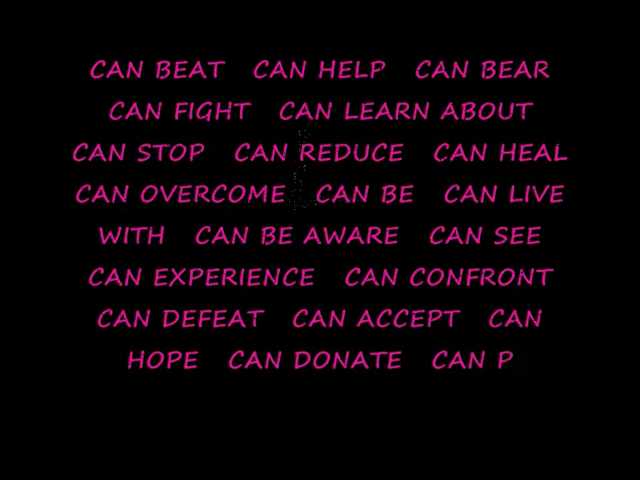 CAN BEAT CAN HELP CAN BEAR
CAN FIGHT CAN LEARN ABOUT
CAN STOP CAN REDUCE CAN HEAL
CAN OVERCOME CAN BE CAN LIVE
WITH CAN BE AWARE CAN SEE
CAN EXPERIENCE CAN CONFRONT
CAN DEFEAT CAN ACCEPT CAN
HOPE CAN DONATE CAN P